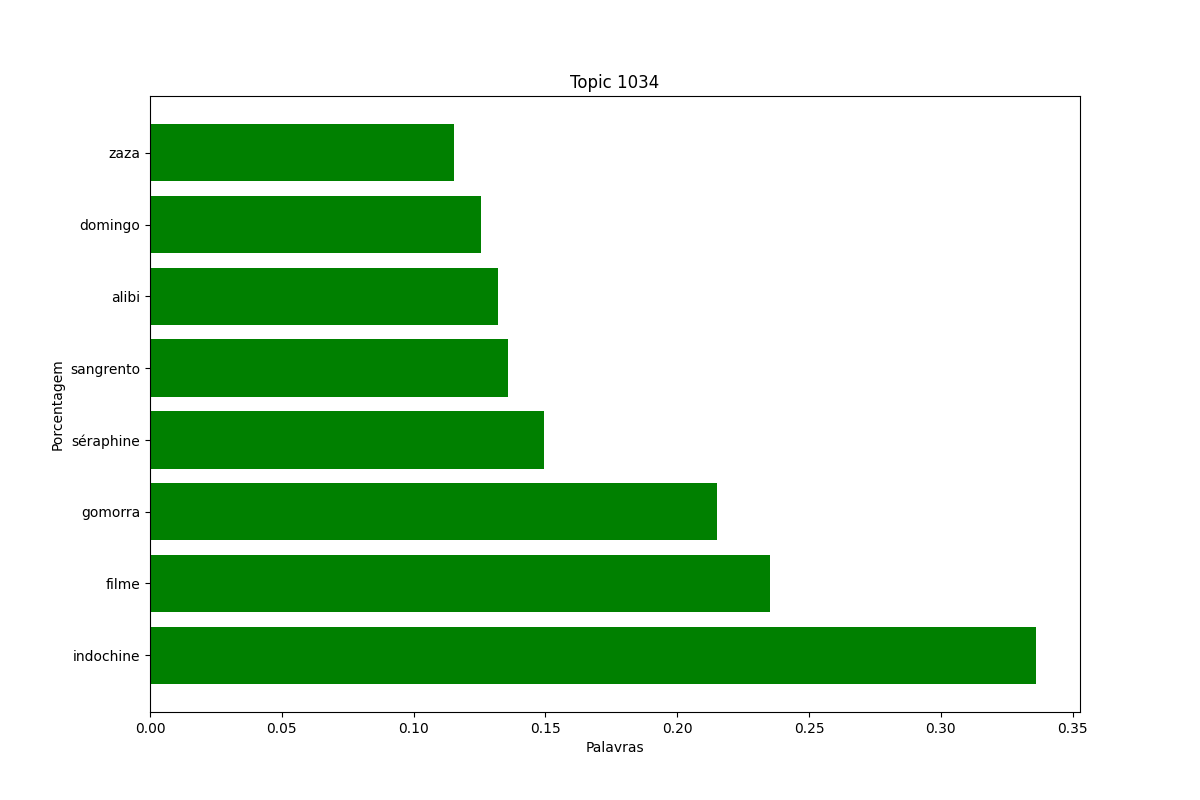 Topic 1034
zaza
domingo
alibi
sangrento
séraphine
gomorra
filme
indochine
Porcentagem
0.00 0.05 0.10 0.15 0.20 0.25 0.30 0.35
Palavras